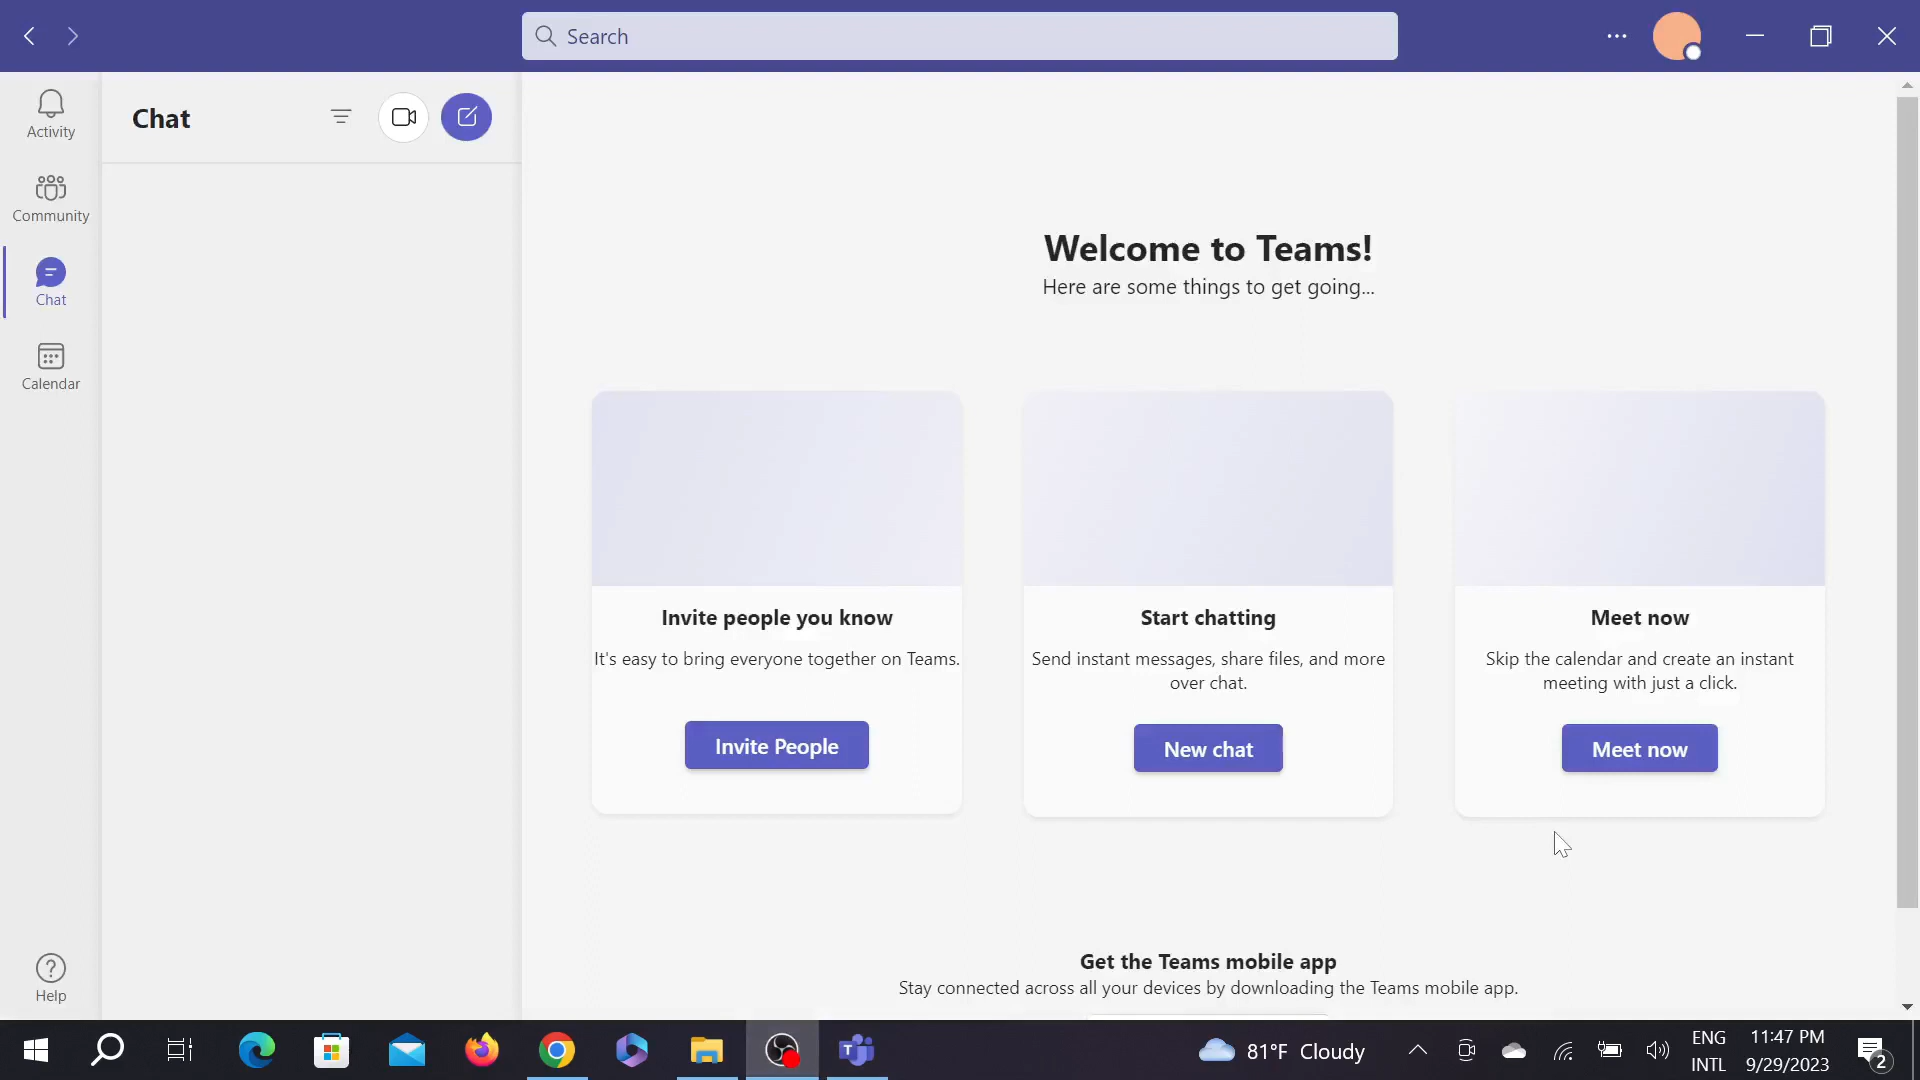 Search
Activity
Community
Chat
Calendar
Help
Chat
Welcome to Teams!
Here are some things to get going...
Invite people you know
It's easy to bring everyone together on Teams.
Invite People
Start chatting
Send instant messages, share files, and more
over chat.
New chat
Meet now
Skip the calendar and create an instant
meeting with just a click.
Meet now
Get the Teams mobile app
Stay connected across all your devices by downloading the Teams mobile app.
81°F Cloudy
ENG
INTL
11:47 PM
9/29/2023
2